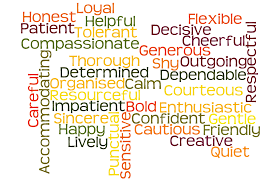 Loyal
Honest Helpful Flexible
Patient Tolerant Decisive
Compassionate Cheerful
Generous
Thorough Shy Outgoing
Determined Dependable
Organised Calm Courteous
Resourceful
Impatient Bold Enthusiastic
Sincere Confident Gentle
Happy Cautious Friendly
Lively Creative
Quiet
Careful
Accommodating
Punctual
Sensitive
Respectful